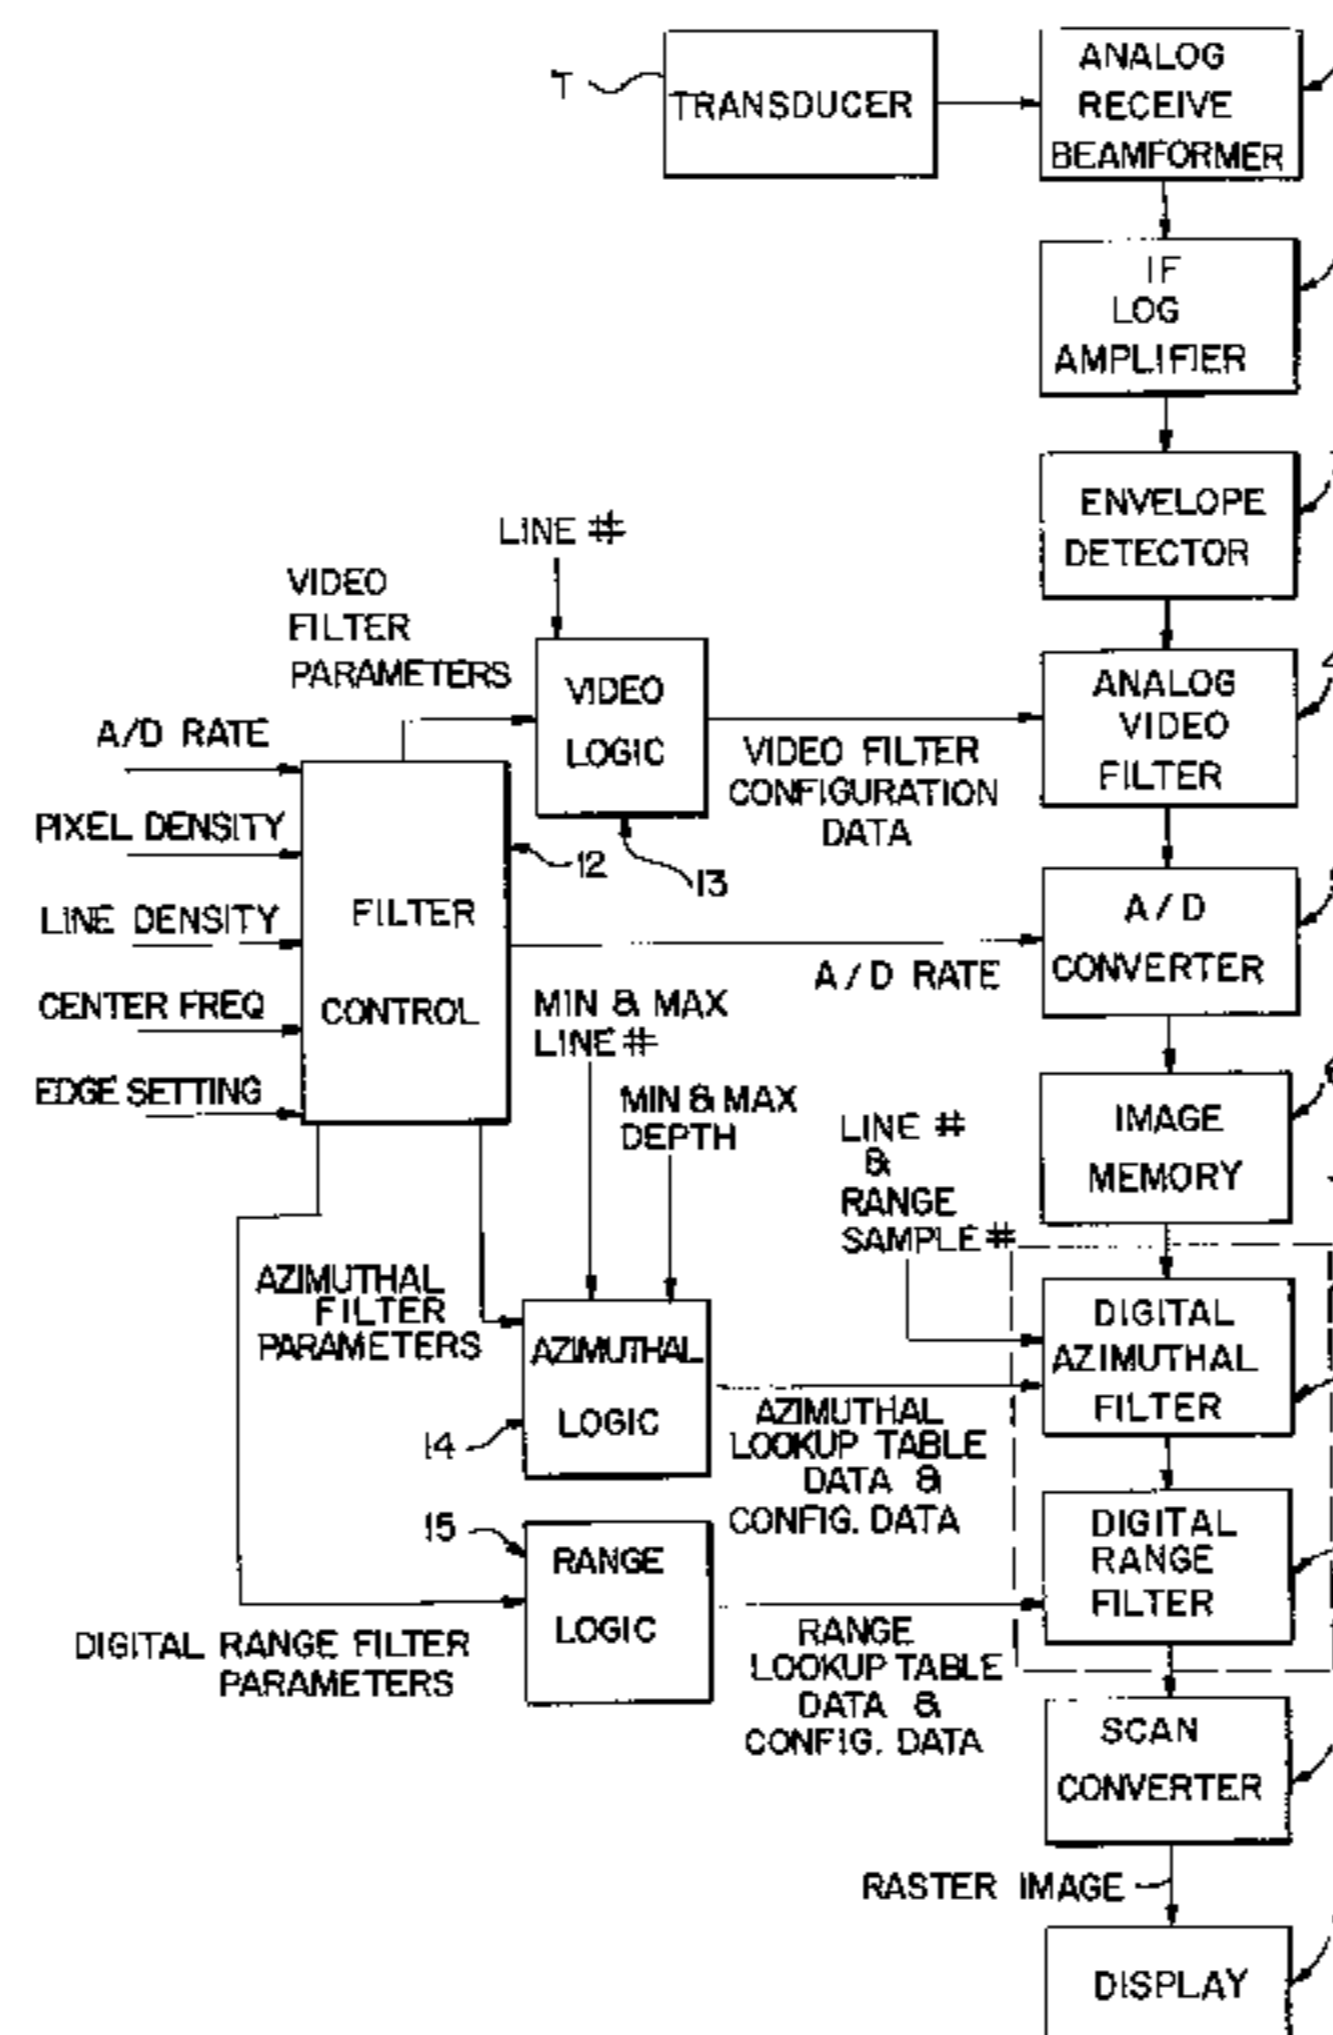 T
TRANSDUCER
ANALOG
RECEIVE
BEAMFORMER
IF
LOG
AMPLIFIER
ENVELOPE
DETECTOR
LINE #
VIDEO
FILTER
PARAMETERS
VIDEO
LOGIC
13
VIDEO FILTER
CONFIGURATION
DATA
ANALOG
VIDEO
FILTER
A/D RATE
PIXEL DENSITY
LINE DENSITY
CENTER FREQ
EDGE SETTING
FILTER
CONTROL
12
A/D RATE
A/D
CONVERTER
MIN & MAX
LINE #
MIN & MAX
DEPTH
LINE #
&
RANGE
SAMPLE #
IMAGE
MEMORY
AZIMUTHAL
FILTER
PARAMETERS
AZIMUTHAL
LOGIC
14
AZIMUTHAL
LOOKUP TABLE
DATA &
CONFIG. DATA
DIGITAL
AZIMUTHAL
FILTER
15
RANGE
LOGIC
DIGITAL RANGE FILTER
PARAMETERS
RANGE
LOOKUP TABLE
DATA &
CONFIG. DATA
DIGITAL
RANGE
FILTER
SCAN
CONVERTER
RASTER IMAGE
DISPLAY